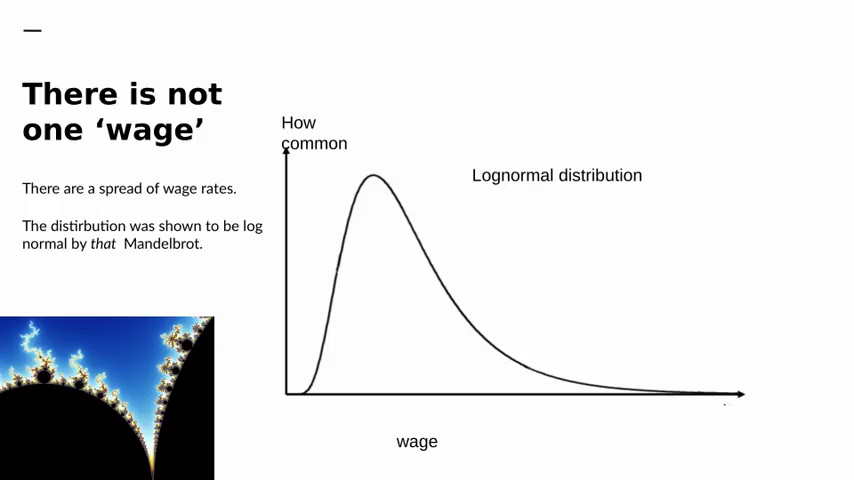 There is not
one ‘wage’
There are a spread of wage rates.
The distirbution was shown to be log
normal by that Mandelbrot.
How
common
Lognormal distribution
wage